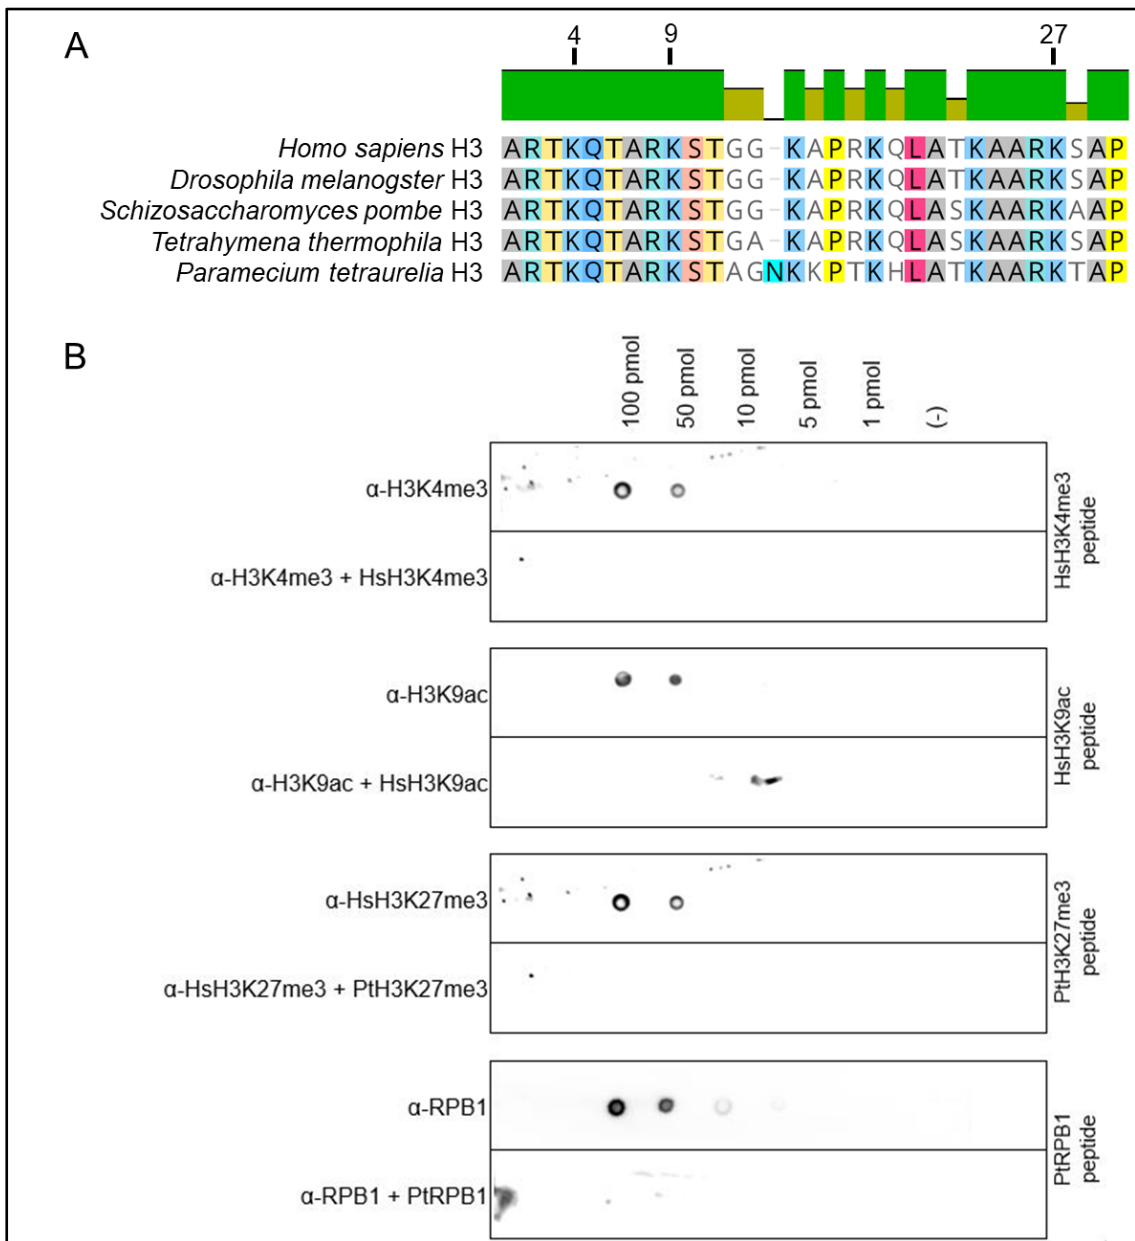 A
4 9 27
Homo sapiens H3 ARTKQTARKSTGG-KAPRKQLATKAARKSAP
Drosophila melanogster H3 ARTKQTARKSTGG-KAPRKQLATKAARKSAP
Schizosaccharomyces pombe H3 ARTKQTARKSTGG-KAPRKQLASKAARKAAP
Tetrahymena thermophila H3 ARTKQTARKSTGA-KAPRKQLASKAARKSAP
Paramecium tetraurelia H3 ARTKQTARKSTAGNKKPTKHLATKAARKTAP
B
100 pmol
50 pmol
10 pmol
5 pmol
1 pmol
(-)
α-H3K4me3
α-H3K4me3 + HsH3K4me3
HsH3K4me3
peptide
α-H3K9ac
α-H3K9ac + HsH3K9ac
HsH3K9ac
peptide
α-HsH3K27me3
α-HsH3K27me3 + PtH3K27me3
PtH3K27me3
peptide
α-RPB1
α-RPB1 + PtRPB1
PtRPB1
peptide